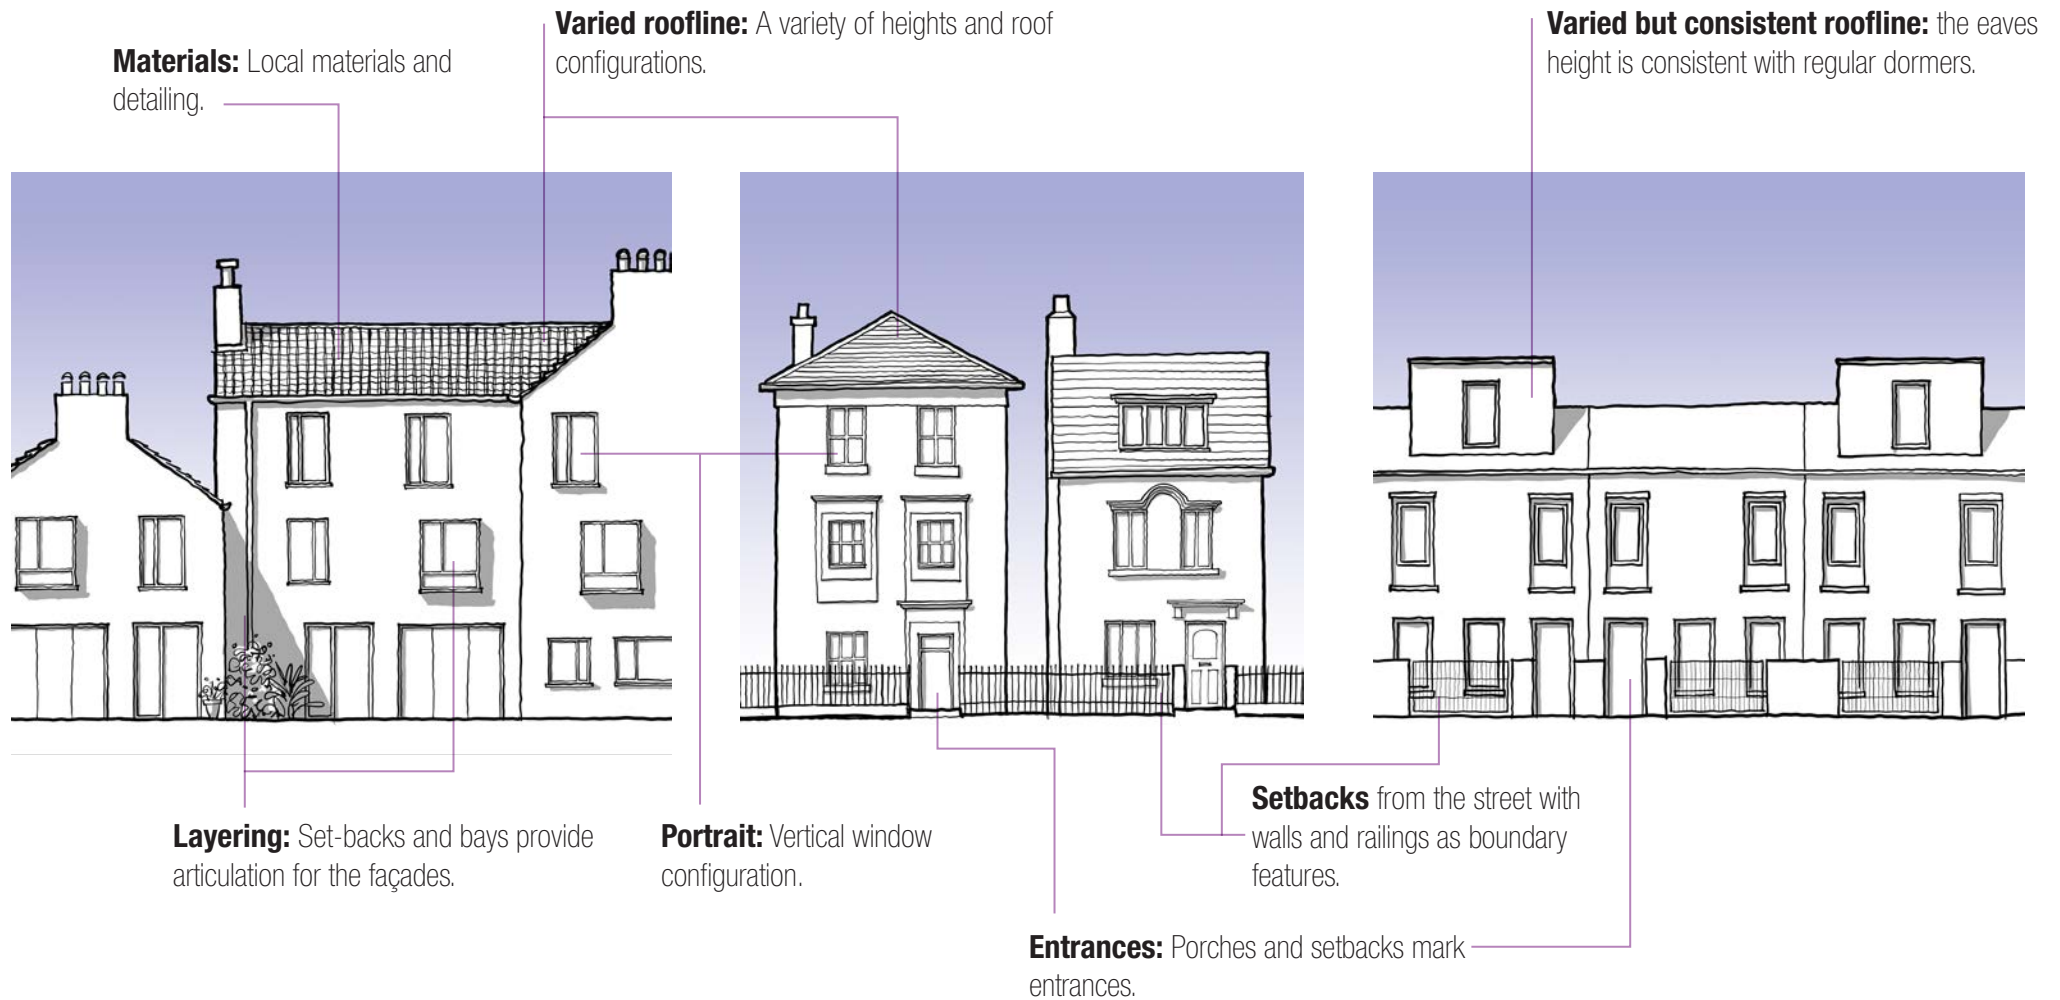 Materials: Local materials and
detailing.
Varied roofline: A variety of heights and roof
configurations.
Varied but consistent roofline: the eaves
height is consistent with regular dormers.
Layering: Set-backs and bays provide
articulation for the façades.
Portrait: Vertical window
configuration.
Setbacks from the street with
walls and railings as boundary
features.
Entrances: Porches and setbacks mark
entrances.